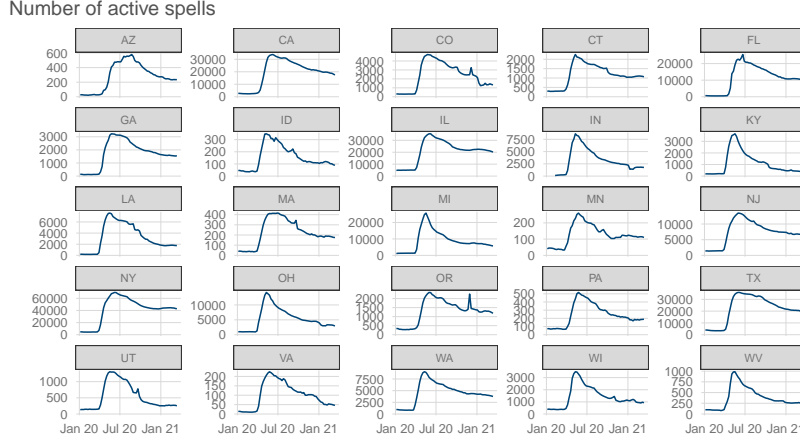 Number of active spells
AZ CA CO CT FL
600 400 200 0
30000 20000 10000 0
4000 3000 2000 1000 0
2000 1500 1000 500 0
20000 10000 0
GA ID IL IN KY
3000 2000 1000 0
300 200 100 0
30000 20000 10000 0
7500 5000 2500 0
3000 2000 1000 0
LA MA MI MN NJ
6000 4000 2000 0
400 300 200 100 0
20000 10000 0
200 100 0
10000 5000 0
NY OH OR PA TX
60000 40000 20000 0
10000 5000 0
2000 1500 1000 500 0
500 400 300 200 100 0
30000 20000 10000 0
UT VA WA WI WV
1000 500 0
200 150 100 50 0
7500 5000 2500 0
3000 2000 1000 0
1000 750 500 250 0
Jan 20 Jul 20 Jan 21 Jan 20 Jul 20 Jan 21 Jan 20 Jul 20 Jan 21 Jan 20 Jul 20 Jan 21 Jan 20 Jul 20